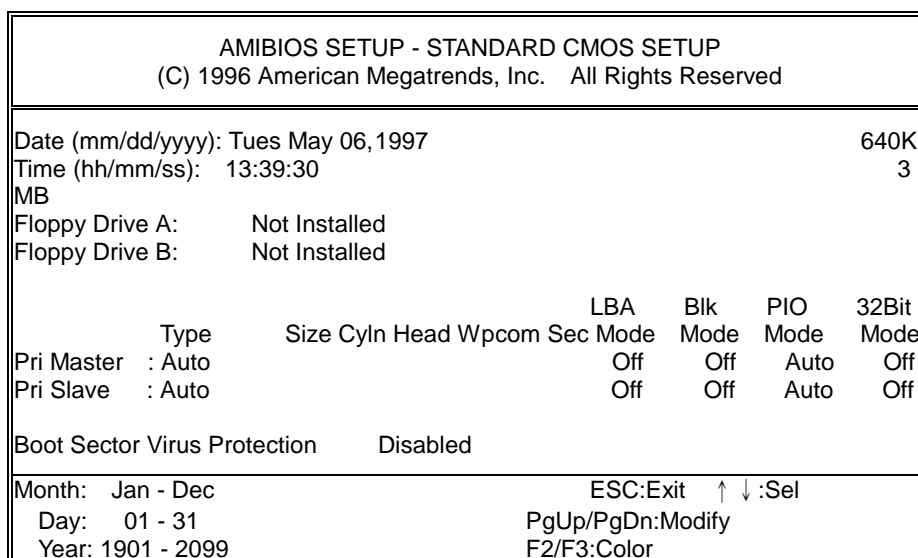 AMIBIOS SETUP - STANDARD CMOS SETUP
(C) 1996 American Megatrends, Inc.   All Rights Reserved
Date (mm/dd/yyyy): Tues May 06,1997 640K
Time (hh/mm/ss):   13:39:30 3
MB
Floppy Drive A: Not Installed
Floppy Drive B: Not Installed
LBA Blk PIO 32Bit
Type Size Cyln Head Wpcom Sec Mode Mode Mode Mode
Pri Master : Auto Off Off Auto Off
Pri Slave : Auto Off Off Auto Off
Boot Sector Virus Protection Disabled
Month: Jan - Dec ESC:Exit ↑↓:Sel
Day: 01 - 31 PgUp/PgDn:Modify
Year: 1901 - 2099 F2/F3:Color